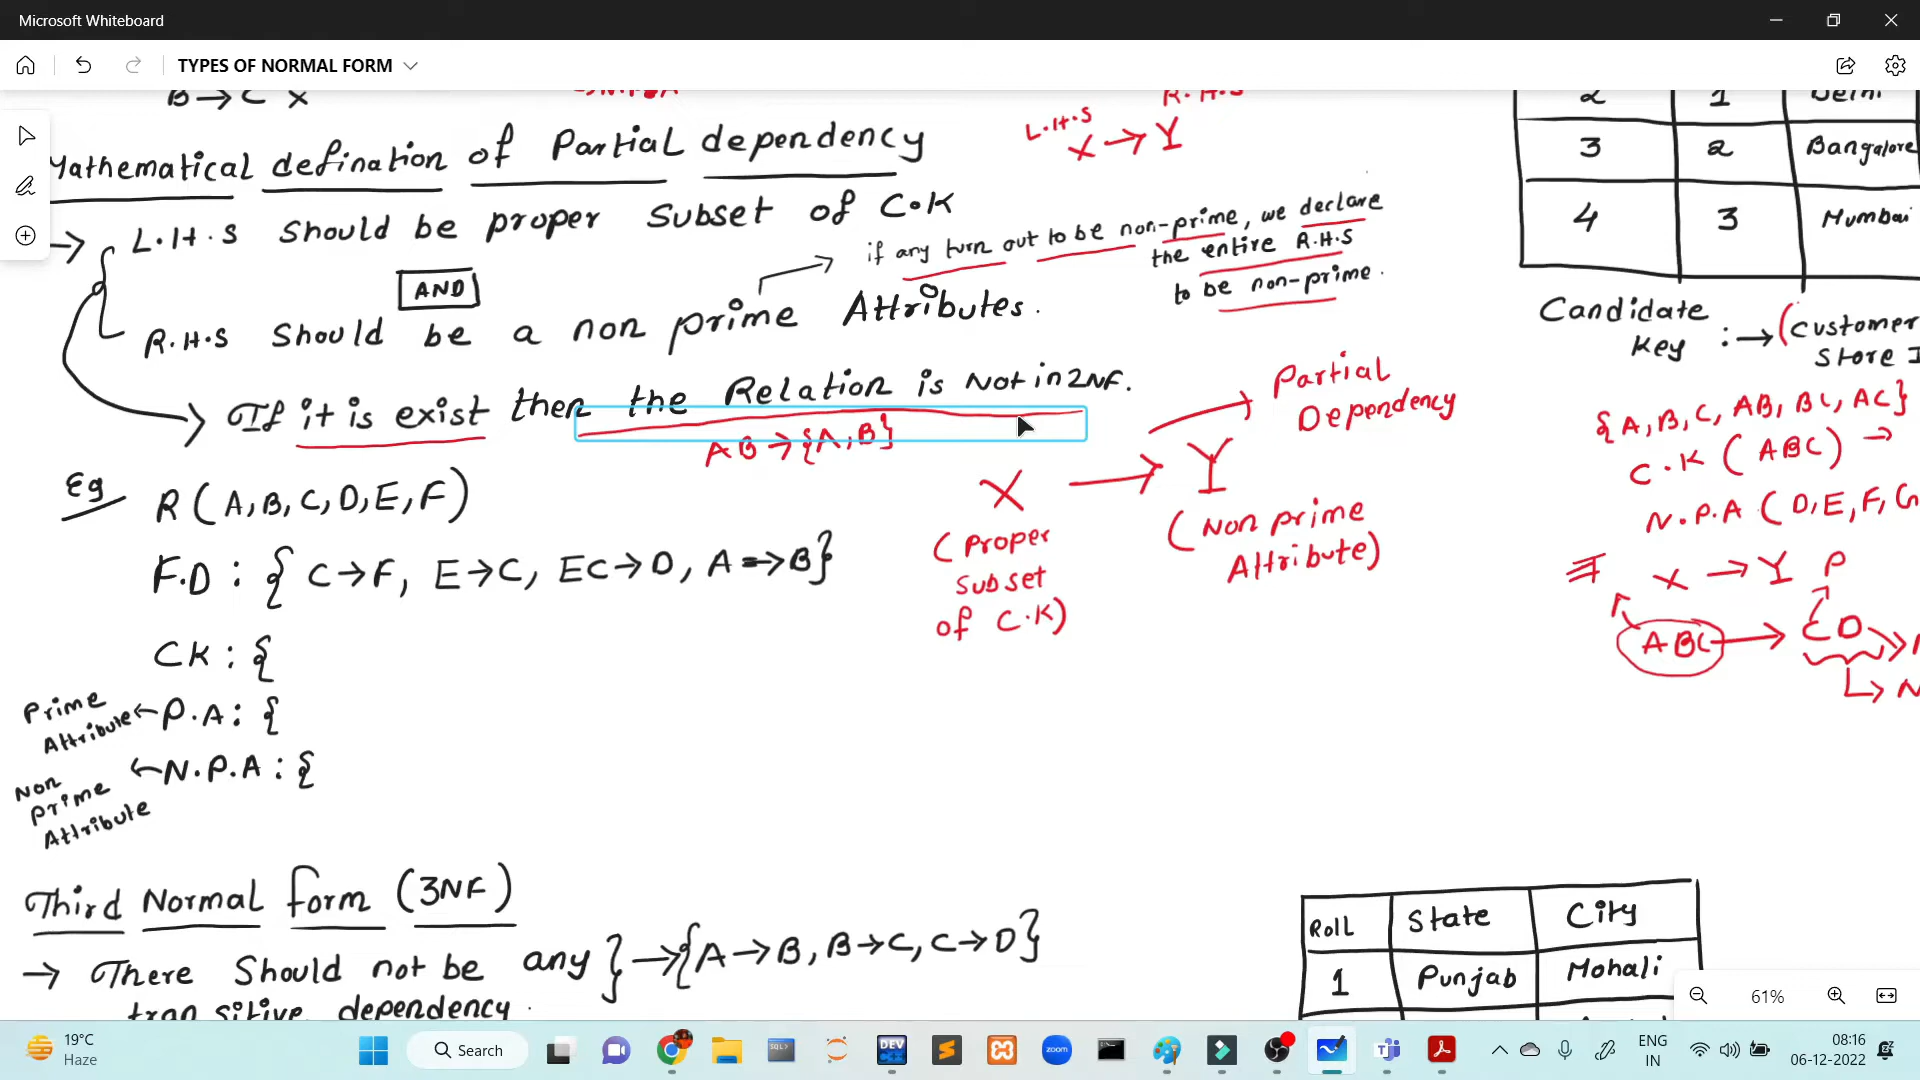 Microsoft Whiteboard
TYPES OF NORMAL FORM
B→C X
R.H.S
L.H.S
X → Y
Mathematical defination of Partial dependency
→ L.H.S should be proper subset of C.K
AND
if any turn out to be non-prime, we declare
the entire R.H.S
to be non-prime.
R.H.S should be a non prime Attributes.
→ If it is exist then the Relation is Not in 2NF.
AB → {A,B}
Partial
Dependency
X → Y
(Proper
subset
of C.K)
(Non prime
Attribute)
Eg
R(A,B,C,D,E,F)
F.D : { C→F, E→C, EC→D, A→B}
CK : {
Prime
Attribute ← P.A : {
Non
prime
Attribute ← N.P.A : {
Third Normal form (3NF)
→ There should not be any } → {A→B, B→C, C→D}
transitive dependency.
2 1 Delhi
3 2 Bangalore
4 3 Mumbai
Candidate
Key : → (Customer
Store I
{A,B,C, AB, BC, AC}
C.K (ABC) →
N.P.A (D,E,F,G
X → Y P
ABC → CD
N
Roll State City
1 Punjab Mohali
61%
19°C
Haze
Search
ENG
IN
08:16
06-12-2022